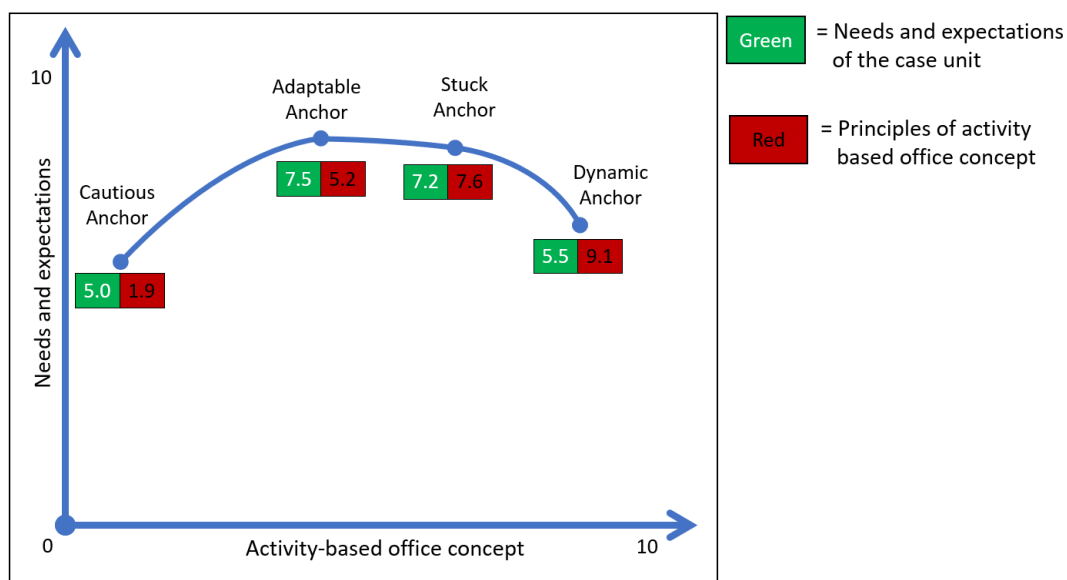 10
Needs and expectations
Cautious
Anchor
5.0 1.9
Adaptable
Anchor
7.5 5.2
Stuck
Anchor
7.2 7.6
Dynamic
Anchor
5.5 9.1
0
Activity-based office concept
10
Green = Needs and expectations
of the case unit
Red = Principles of activity
based office concept